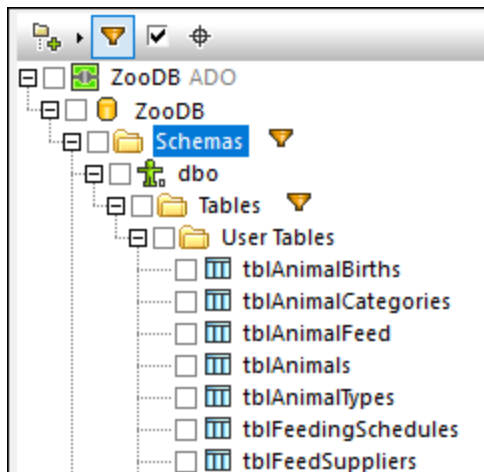 ZooDB ADO
ZooDB
Schemas
dbo
Tables
User Tables
tblAnimalBirths
tblAnimalCategories
tblAnimalFeed
tblAnimals
tblAnimalTypes
tblFeedingSchedules
tblFeedSuppliers